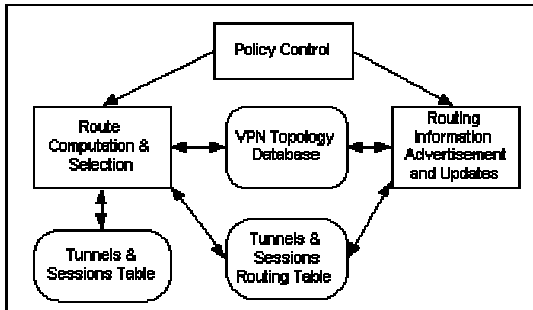 Policy Control
Route
Computation &
Selection
VPN Topology
Database
Routing
Information
Advertisement
and Updates
Tunnels &
Sessions Table
Tunnels &
Sessions
Routing Table